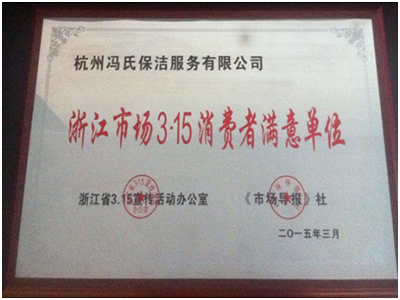 杭州冯氏保洁服务有限公司
浙江市场3·15消费者满意单位
浙江省3.15宣传活动办公室 《市场导报》社
二〇一五年三月